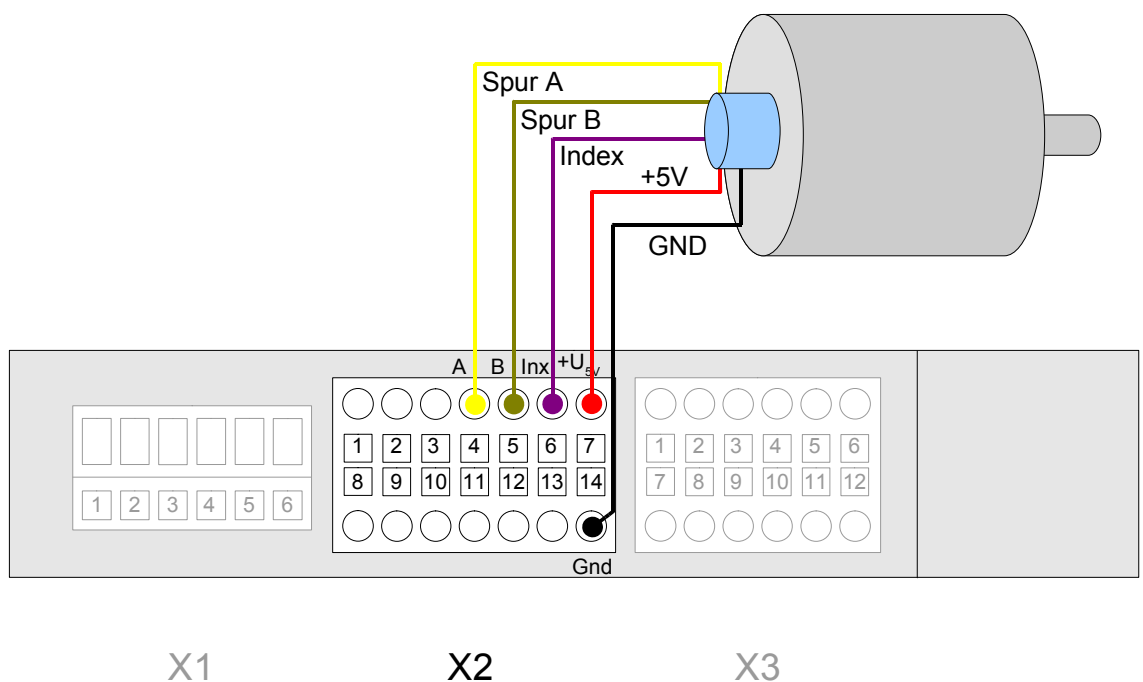 Spur A
Spur B
Index
+5V
GND
A B Inx +U5V
1 2 3 4 5 6 7
8 9 10 11 12 13 14
Gnd
1 2 3 4 5 6
1 2 3 4 5 6
7 8 9 10 11 12
X1 X2 X3